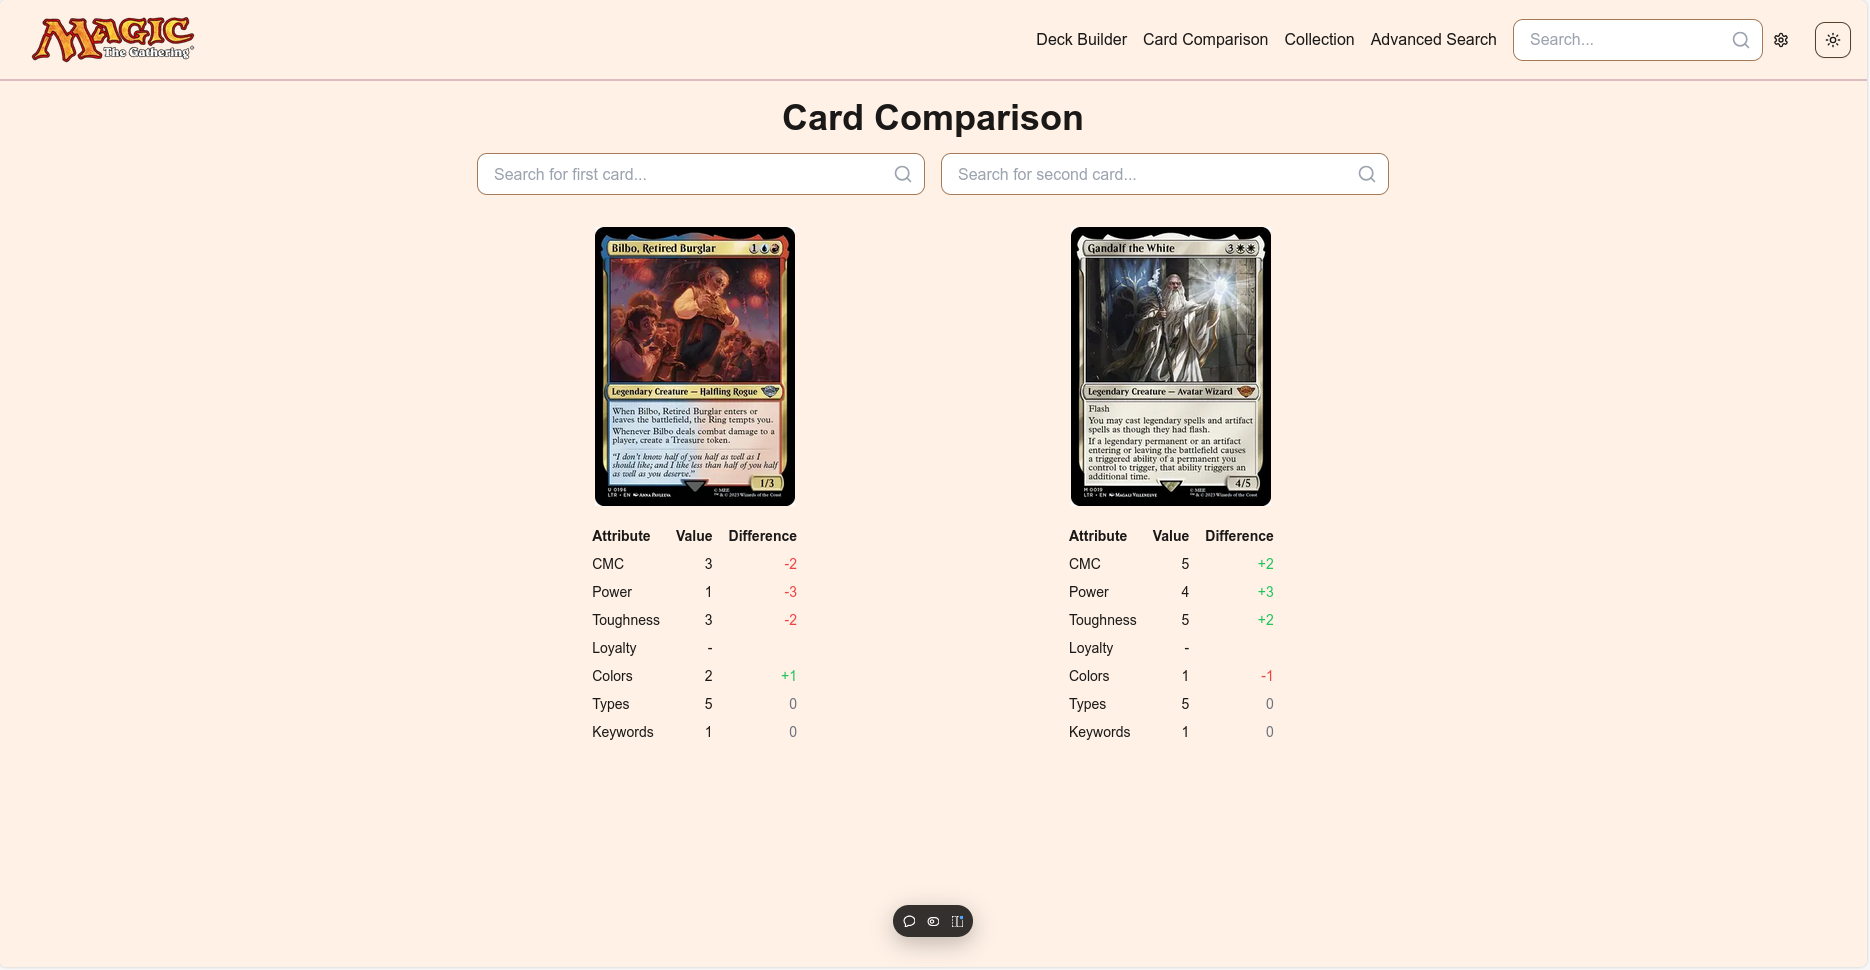 MAGIC
The Gathering®
Deck Builder Card Comparison Collection Advanced Search Search...
Card Comparison
Search for first card... Search for second card...
Bilbo, Retired Burglar 1
Legendary Creature — Halfling Rogue
When Bilbo, Retired Burglar enters or
leaves the battlefield, the Ring tempts you.
Whenever Bilbo deals combat damage to a
player, create a Treasure token.
"I don't know half of you half as well as I
should like; and I like less than half of you half
as well as you deserve."
1/3
U 0196
LTR • EN ANNA PAVLEEVA
© MEE
™ & © 2023 Wizards of the Coast
Gandalf the White 3
Legendary Creature — Avatar Wizard
Flash
You may cast legendary spells and artifact
spells as though they had flash.
If a legendary permanent or an artifact
entering or leaving the battlefield causes
a triggered ability of a permanent you
control to trigger, that ability triggers an
additional time.
4/5
M 0019
LTR • EN MAGALI VILLENEUVE
© MEE
™ & © 2023 Wizards of the Coast
Attribute Value Difference
CMC 3 -2
Power 1 -3
Toughness 3 -2
Loyalty -
Colors 2 +1
Types 5 0
Keywords 1 0
Attribute Value Difference
CMC 5 +2
Power 4 +3
Toughness 5 +2
Loyalty -
Colors 1 -1
Types 5 0
Keywords 1 0